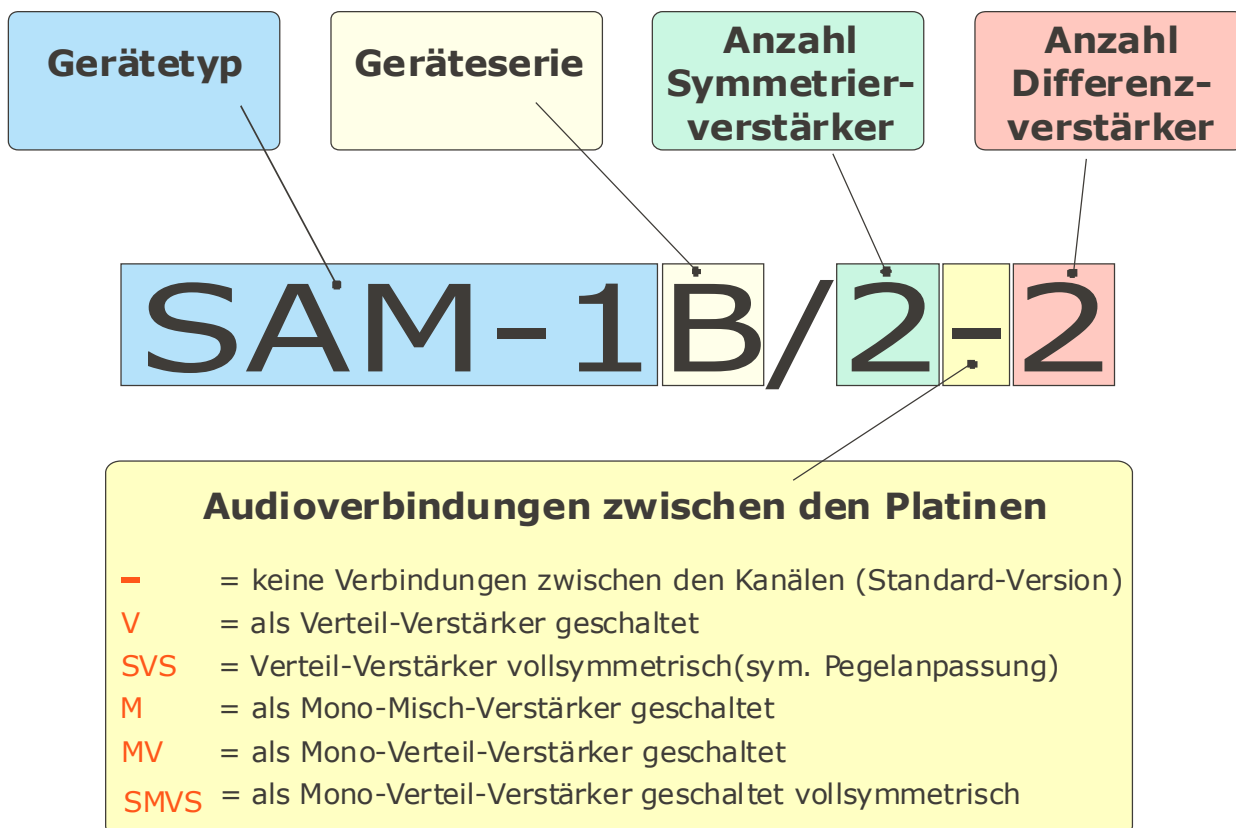 Gerätetyp
Geräteserie
Anzahl
Symmetrier-
verstärker
Anzahl
Differenz-
verstärker
SAM-1B/2-2
Audioverbindungen zwischen den Platinen
– = keine Verbindungen zwischen den Kanälen (Standard-Version)
V = als Verteil-Verstärker geschaltet
SVS = Verteil-Verstärker vollsymmetrisch(sym. Pegelanpassung)
M = als Mono-Misch-Verstärker geschaltet
MV = als Mono-Verteil-Verstärker geschaltet
SMVS = als Mono-Verteil-Verstärker geschaltet vollsymmetrisch